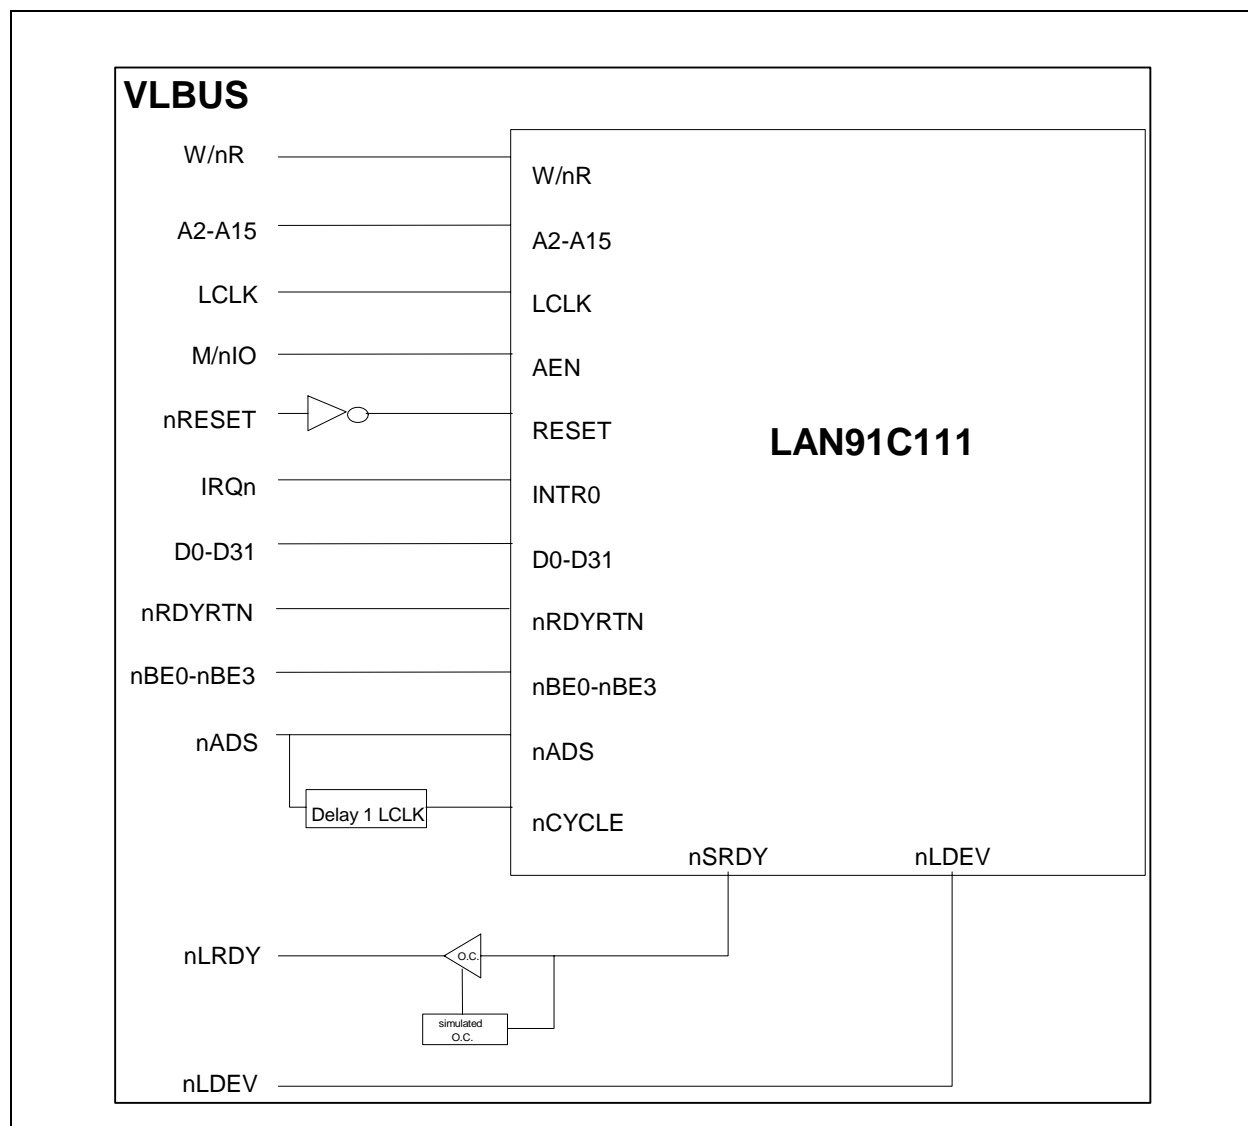 VLBUS
W/nR
W/nR
A2-A15
A2-A15
LCLK
LCLK
M/nIO
AEN
nRESET
RESET
LAN91C111
IRQn
INTR0
D0-D31
D0-D31
nRDYRTN
nRDYRTN
nBE0-nBE3
nBE0-nBE3
nADS
nADS
Delay 1 LCLK
nCYCLE
nSRDY
nLDEV
nLRDY
O.C.
simulated
O.C.
nLDEV